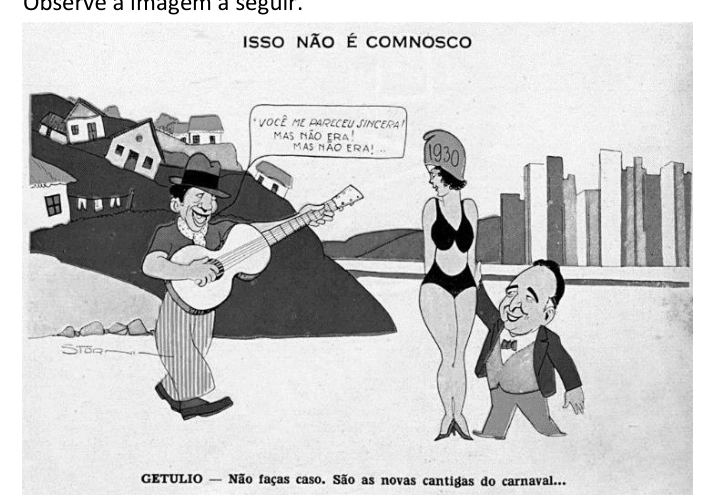 Observe a imagem a seguir.
ISSO NÃO É COMNOSCO
"VOCÊ ME PARECEU SINCERA!
MAS NÃO ERA!
MAS NÃO ERA!...
1930
STORNI
GETULIO — Não faças caso. São as novas cantigas do carnaval...